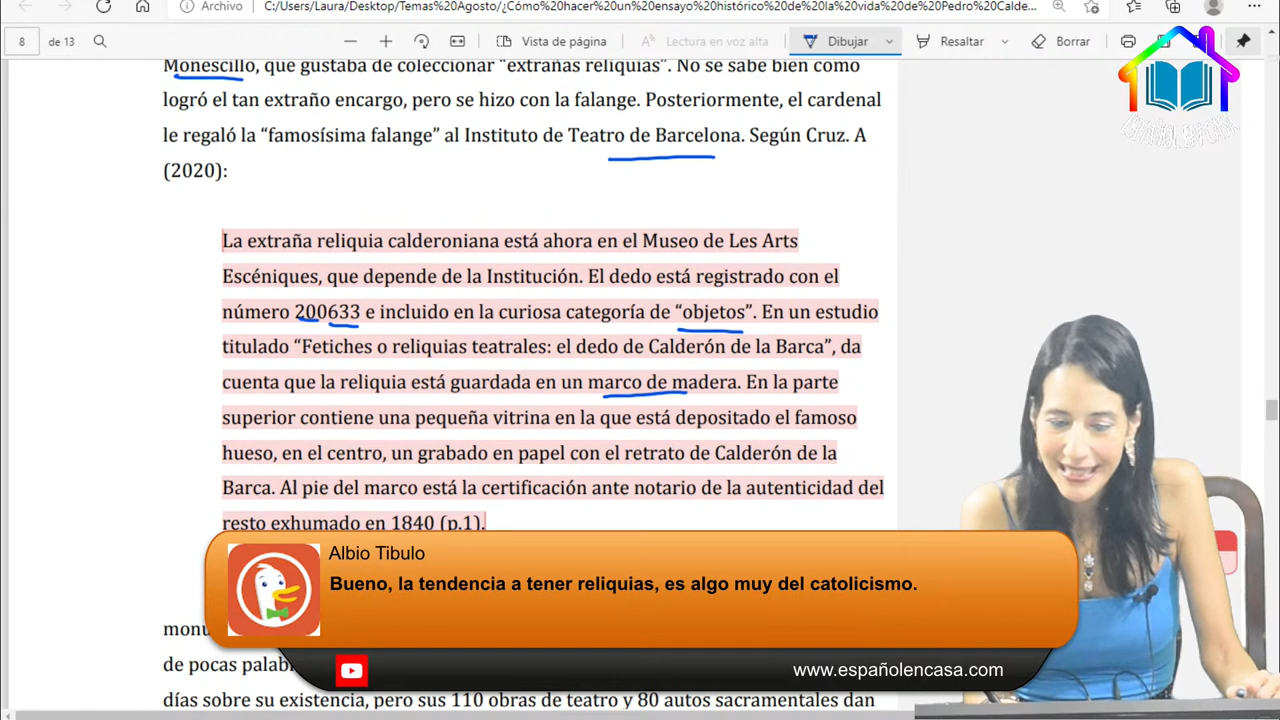 Archivo
C:/Users/Laura/Desktop/Temas%20Agosto/¿Cómo%20hacer%20un%20ensayo%20histórico%20de%20la%20vida%20de%20Pedro%20Calde...
8 de 13
Vista de página
Lectura en voz alta
Dibujar
Resaltar
Borrar
ESPAÑOL EN CASA
Monescillo, que gustaba de coleccionar “extrañas reliquias”. No se sabe bien cómo
logró el tan extraño encargo, pero se hizo con la falange. Posteriormente, el cardenal
le regaló la “famosísima falange” al Instituto de Teatro de Barcelona. Según Cruz. A
(2020):
La extraña reliquia calderoniana está ahora en el Museo de Les Arts
Escéniques, que depende de la Institución. El dedo está registrado con el
número 200633 e incluido en la curiosa categoría de “objetos”. En un estudio
titulado “Fetiches o reliquias teatrales: el dedo de Calderón de la Barca”, da
cuenta que la reliquia está guardada en un marco de madera. En la parte
superior contiene una pequeña vitrina en la que está depositado el famoso
hueso, en el centro, un grabado en papel con el retrato de Calderón de la
Barca. Al pie del marco está la certificación ante notario de la autenticidad del
resto exhumado en 1840 (p.1).
Albio Tibulo
Bueno, la tendencia a tener reliquias, es algo muy del catolicismo.
de pocas
www.españolencasa.com
días sobre su existencia, pero sus 110 obras de teatro y 80 autos sacramentales dan